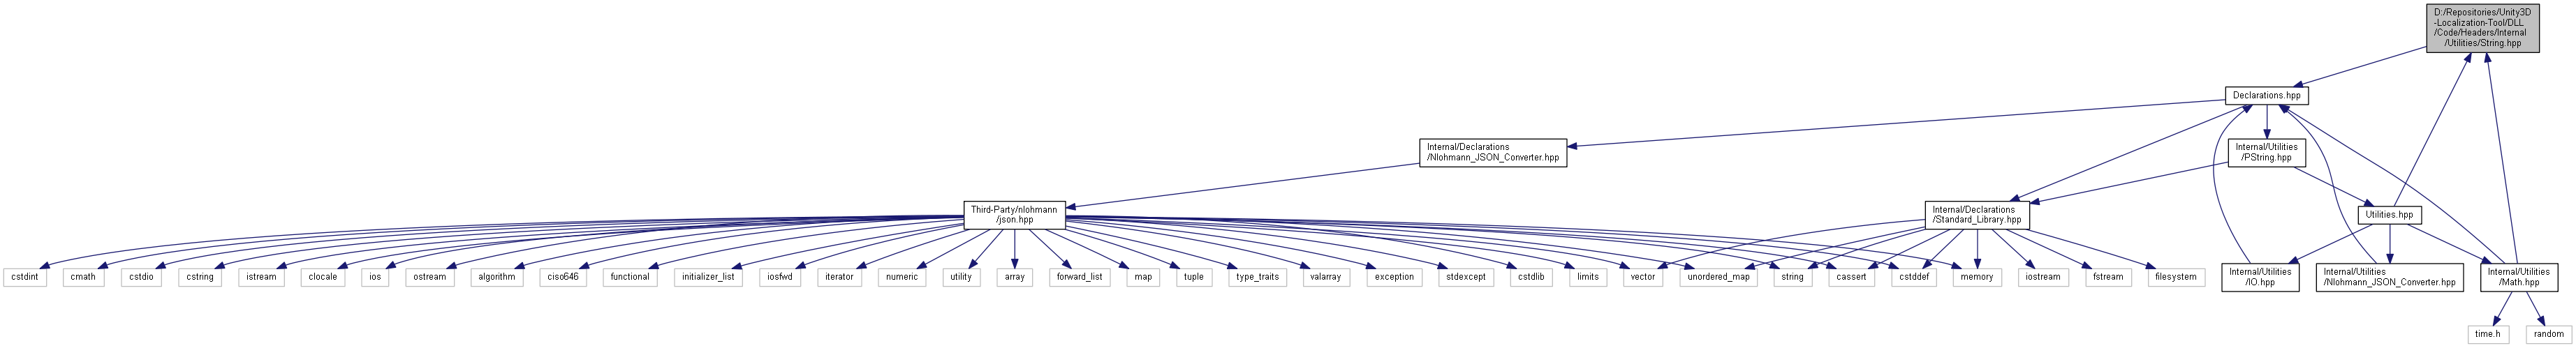 D:/Repositories/Unity3D
-Localization-Tool/DLL
/Code/Headers/Internal
/Utilities/String.hpp
Declarations.hpp
Internal/Declarations
/Nlohmann_JSON_Converter.hpp
Internal/Utilities
/PString.hpp
Third-Party/nlohmann
/json.hpp
Internal/Declarations
/Standard_Library.hpp
Utilities.hpp
cstdint
cmath
cstdio
cstring
istream
clocale
ios
ostream
algorithm
ciso646
functional
initializer_list
iosfwd
iterator
numeric
utility
array
forward_list
map
tuple
type_traits
valarray
exception
stdexcept
cstdlib
limits
vector
unordered_map
string
cassert
cstddef
memory
iostream
fstream
filesystem
Internal/Utilities
/IO.hpp
Internal/Utilities
/Nlohmann_JSON_Converter.hpp
Internal/Utilities
/Math.hpp
time.h
random